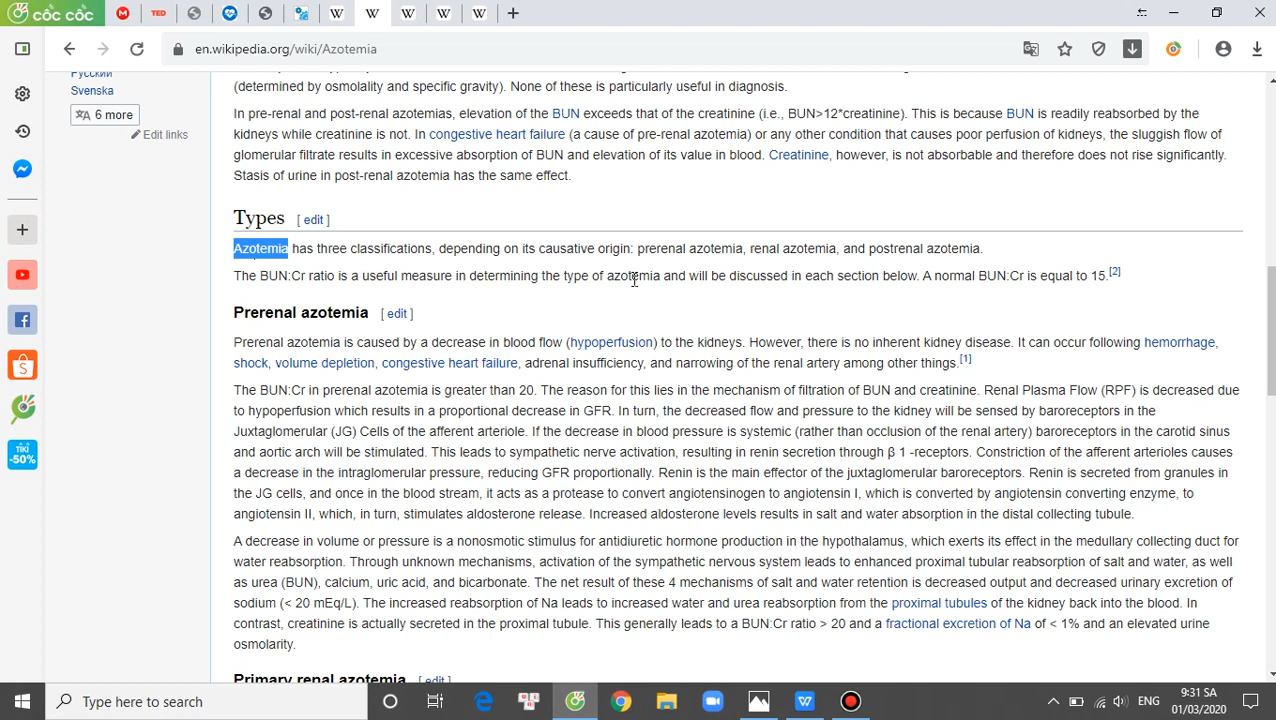 cốc cốc
TED
W
W
W
W
W
en.wikipedia.org/wiki/Azotemia
Русский
Svenska
6 more
Edit links
(determined by osmolality and specific gravity). None of these is particularly useful in diagnosis.
In pre-renal and post-renal azotemias, elevation of the BUN exceeds that of the creatinine (i.e., BUN>12*creatinine). This is because BUN is readily reabsorbed by the
kidneys while creatinine is not. In congestive heart failure (a cause of pre-renal azotemia) or any other condition that causes poor perfusion of kidneys, the sluggish flow of
glomerular filtrate results in excessive absorption of BUN and elevation of its value in blood. Creatinine, however, is not absorbable and therefore does not rise significantly.
Stasis of urine in post-renal azotemia has the same effect.
Types [ edit ]
Azotemia has three classifications, depending on its causative origin: prerenal azotemia, renal azotemia, and postrenal azotemia.
The BUN:Cr ratio is a useful measure in determining the type of azotemia and will be discussed in each section below. A normal BUN:Cr is equal to 15.[2]
Prerenal azotemia [ edit ]
Prerenal azotemia is caused by a decrease in blood flow (hypoperfusion) to the kidneys. However, there is no inherent kidney disease. It can occur following hemorrhage,
shock, volume depletion, congestive heart failure, adrenal insufficiency, and narrowing of the renal artery among other things.[1]
The BUN:Cr in prerenal azotemia is greater than 20. The reason for this lies in the mechanism of filtration of BUN and creatinine. Renal Plasma Flow (RPF) is decreased due
to hypoperfusion which results in a proportional decrease in GFR. In turn, the decreased flow and pressure to the kidney will be sensed by baroreceptors in the
Juxtaglomerular (JG) Cells of the afferent arteriole. If the decrease in blood pressure is systemic (rather than occlusion of the renal artery) baroreceptors in the carotid sinus
and aortic arch will be stimulated. This leads to sympathetic nerve activation, resulting in renin secretion through β 1 -receptors. Constriction of the afferent arterioles causes
a decrease in the intraglomerular pressure, reducing GFR proportionally. Renin is the main effector of the juxtaglomerular baroreceptors. Renin is secreted from granules in
the JG cells, and once in the blood stream, it acts as a protease to convert angiotensinogen to angiotensin I, which is converted by angiotensin converting enzyme, to
angiotensin II, which, in turn, stimulates aldosterone release. Increased aldosterone levels results in salt and water absorption in the distal collecting tubule.
A decrease in volume or pressure is a nonosmotic stimulus for antidiuretic hormone production in the hypothalamus, which exerts its effect in the medullary collecting duct for
water reabsorption. Through unknown mechanisms, activation of the sympathetic nervous system leads to enhanced proximal tubular reabsorption of salt and water, as well
as urea (BUN), calcium, uric acid, and bicarbonate. The net result of these 4 mechanisms of salt and water retention is decreased output and decreased urinary excretion of
sodium (< 20 mEq/L). The increased reabsorption of Na leads to increased water and urea reabsorption from the proximal tubules of the kidney back into the blood. In
contrast, creatinine is actually secreted in the proximal tubule. This generally leads to a BUN:Cr ratio > 20 and a fractional excretion of Na of < 1% and an elevated urine
osmolarity.
Primary renal azotemia [ edit ]
TIKI
-50%
Type here to search
ENG
9:31 SA
01/03/2020